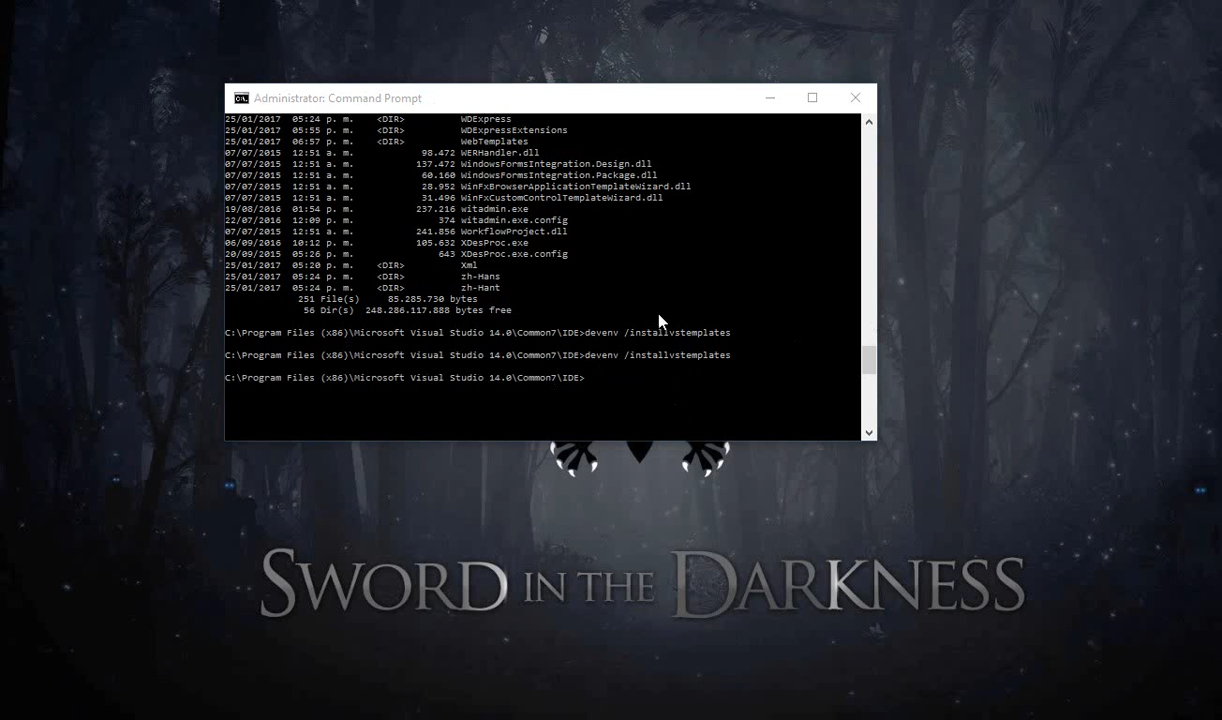 Administrator: Command Prompt
25/01/2017  05:24 p. m.    <DIR>          WDExpress
25/01/2017  05:55 p. m.    <DIR>          WDExpressExtensions
25/01/2017  06:57 p. m.    <DIR>          WebTemplates
07/07/2015  12:51 a. m.            98.472 WERHandler.dll
07/07/2015  12:51 a. m.           137.472 WindowsFormsIntegration.Design.dll
07/07/2015  12:51 a. m.            60.160 WindowsFormsIntegration.Package.dll
07/07/2015  12:51 a. m.            28.952 WinFxBrowserApplicationTemplateWizard.dll
07/07/2015  12:51 a. m.            31.496 WinFxCustomControlTemplateWizard.dll
19/08/2016  01:54 p. m.           237.216 witadmin.exe
22/07/2016  12:09 p. m.               374 witadmin.exe.config
07/07/2015  12:51 a. m.           241.856 WorkflowProject.dll
06/09/2016  10:12 p. m.           105.632 XDesProc.exe
20/09/2015  05:26 p. m.               643 XDesProc.exe.config
25/01/2017  05:20 p. m.    <DIR>          Xml
25/01/2017  05:24 p. m.    <DIR>          zh-Hans
25/01/2017  05:24 p. m.    <DIR>          zh-Hant
251 File(s)     85.285.730 bytes
56 Dir(s)  248.286.117.888 bytes free
C:\Program Files (x86)\Microsoft Visual Studio 14.0\Common7\IDE>devenv /installvstemplates
C:\Program Files (x86)\Microsoft Visual Studio 14.0\Common7\IDE>devenv /installvstemplates
C:\Program Files (x86)\Microsoft Visual Studio 14.0\Common7\IDE>
SWORD IN THE DARKNESS